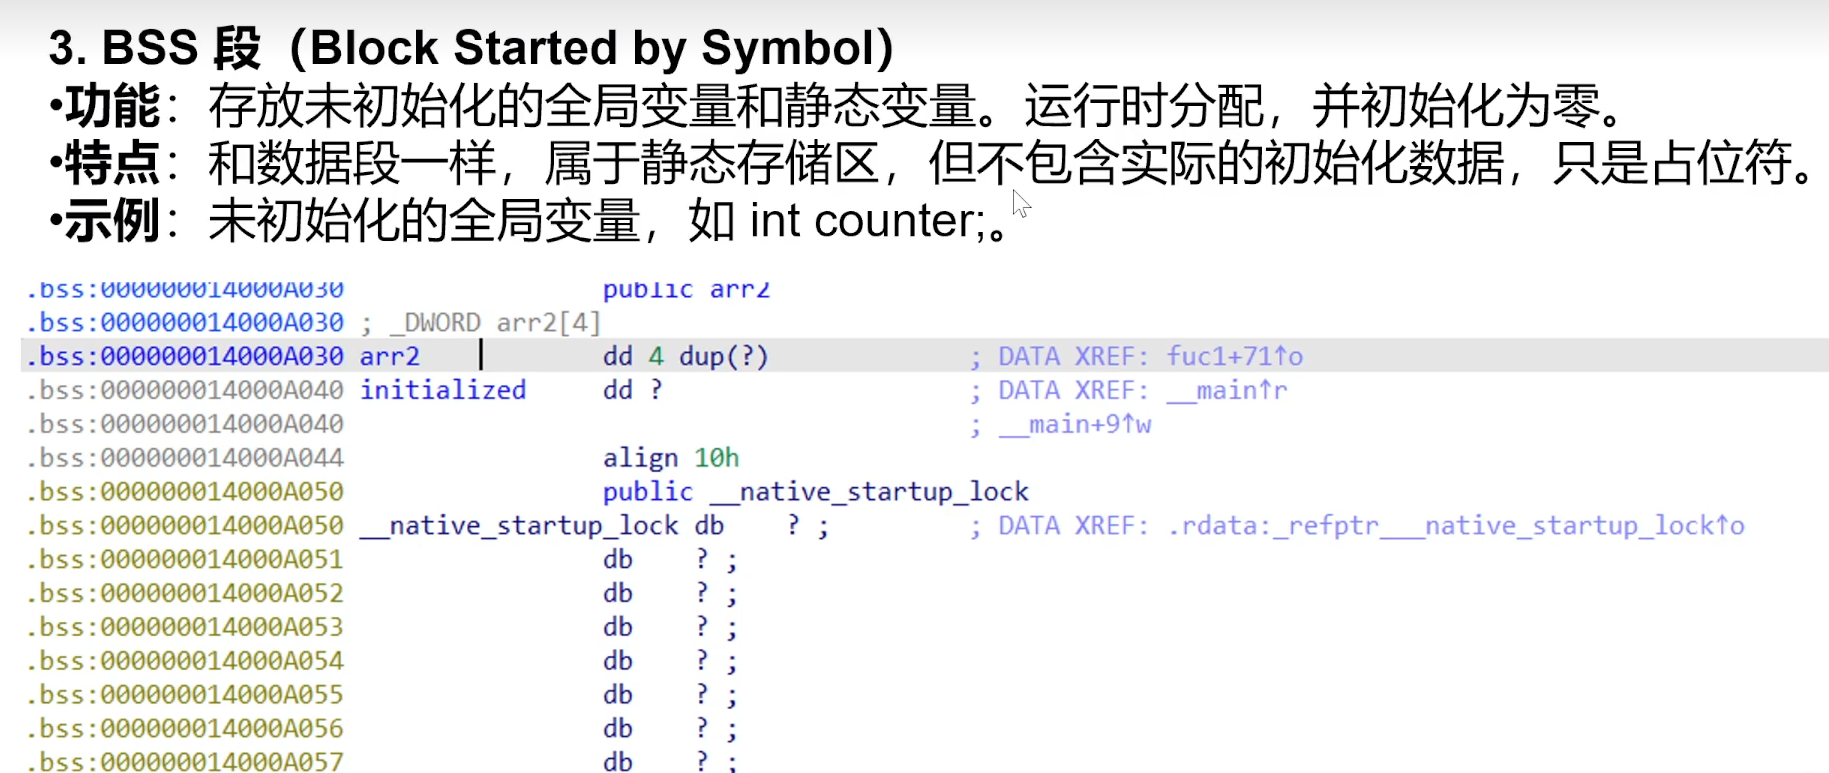 3. BSS 段（Block Started by Symbol）
•功能：存放未初始化的全局变量和静态变量。运行时分配，并初始化为零。
•特点：和数据段一样，属于静态存储区，但不包含实际的初始化数据，只是占位符。
•示例：未初始化的全局变量，如 int counter;。
.bss:000000014000A030 public arr2
.bss:000000014000A030 ; _DWORD arr2[4]
.bss:000000014000A030 arr2 dd 4 dup(?) ; DATA XREF: fuc1+71↑o
.bss:000000014000A040 initialized dd ? ; DATA XREF: __main↑r
.bss:000000014000A040 ; __main+9↑w
.bss:000000014000A044 align 10h
.bss:000000014000A050 public __native_startup_lock
.bss:000000014000A050 __native_startup_lock db ? ; ; DATA XREF: .rdata:_refptr___native_startup_lock↑o
.bss:000000014000A051 db ? ;
.bss:000000014000A052 db ? ;
.bss:000000014000A053 db ? ;
.bss:000000014000A054 db ? ;
.bss:000000014000A055 db ? ;
.bss:000000014000A056 db ? ;
.bss:000000014000A057 db ? ;